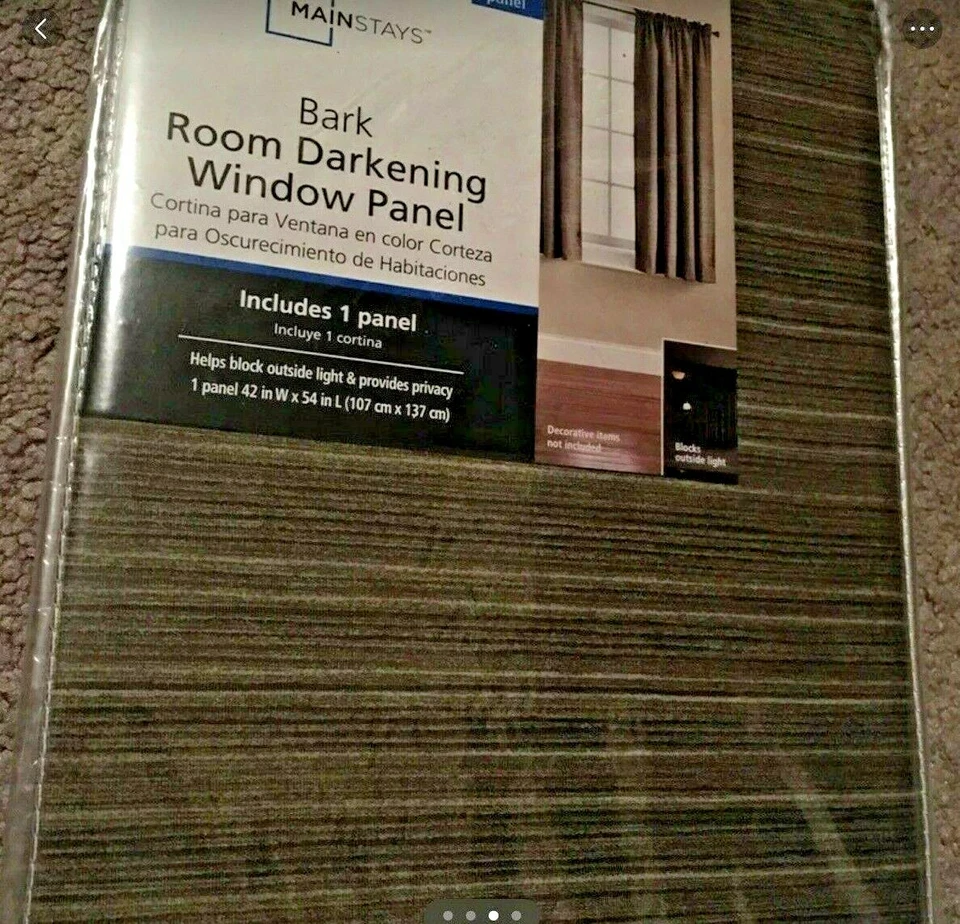 panel
MAINSTAYS™
Bark
Room Darkening
Window Panel
Cortina para Ventana en color Corteza
para Oscurecimiento de Habitaciones
Includes 1 panel
Incluye 1 cortina
Helps block outside light & provides privacy
1 panel 42 in W x 54 in L (107 cm x 137 cm)
Decorative items
not included
Blocks
outside light